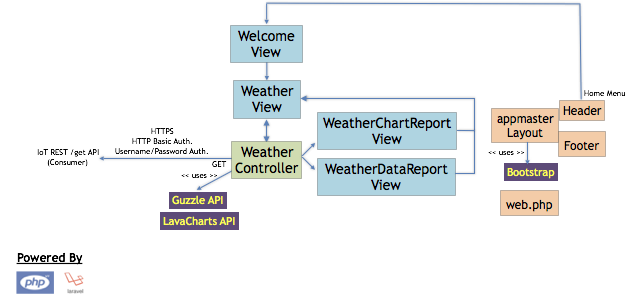 Welcome
View
Home Menu
Weather
View
Header
WeatherChartReport
View
appmaster
Layout
HTTPS
HTTP Basic Auth.
Username/Password Auth.
IoT REST /get API
(Consumer)
GET
Weather
Controller
Footer
<< uses >>
WeatherDataReport
View
Bootstrap
<< uses >>
Guzzle API
LavaCharts API
web.php
Powered By
php
laravel